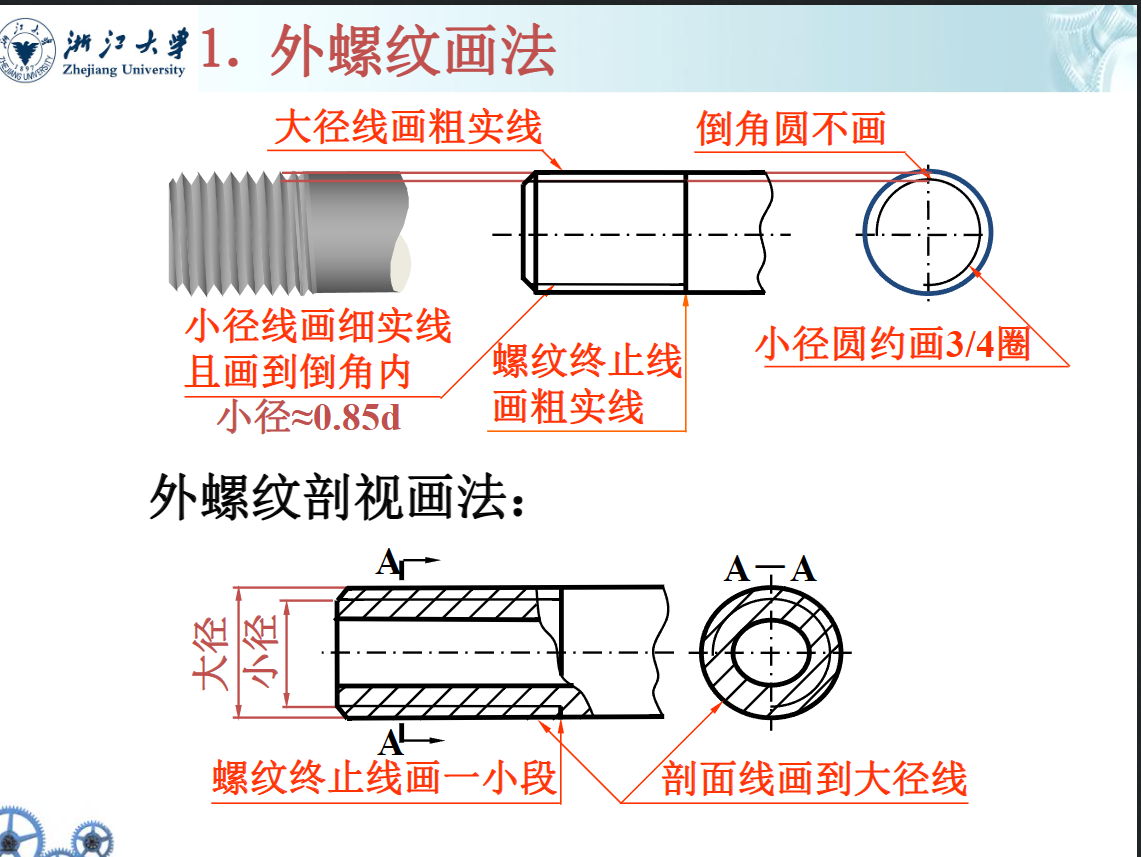 浙江大学
Zhejiang University
1. 外螺纹画法
大径线画粗实线
倒角圆不画
小径线画细实线
且画到倒角内
小径≈0.85d
螺纹终止线
画粗实线
小径圆约画3/4圈
外螺纹剖视画法：
A
A—A
大径
小径
A
螺纹终止线画一小段
剖面线画到大径线